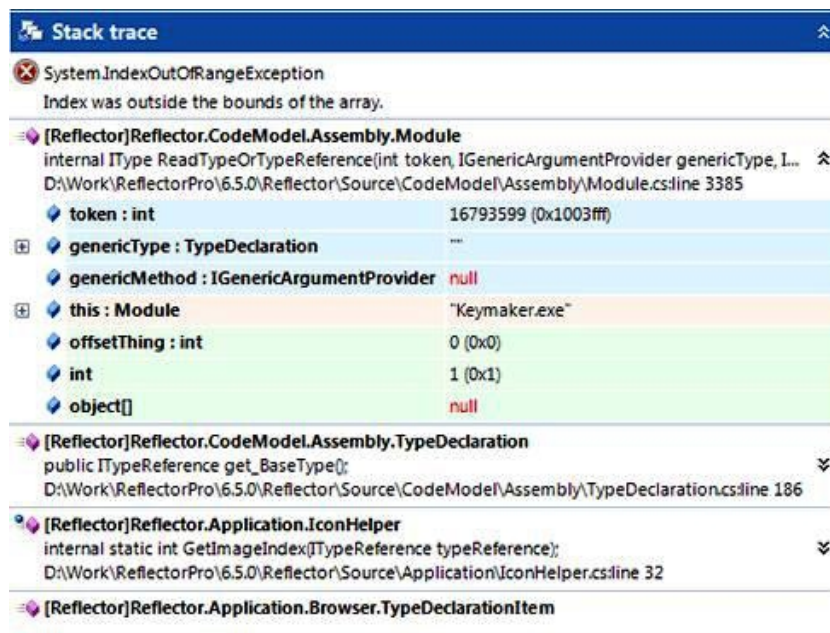 Stack trace
System.IndexOutOfRangeException
Index was outside the bounds of the array.
[Reflector]Reflector.CodeModel.Assembly.Module
internal IType ReadTypeOrTypeReference(int token, IGenericArgumentProvider genericType, I...
D:\Work\ReflectorPro\6.5.0\Reflector\Source\CodeModel\Assembly\Module.cs:line 3385
token : int 16793599 (0x1003fff)
genericType : TypeDeclaration ""
genericMethod : IGenericArgumentProvider null
this : Module "Keymaker.exe"
offsetThing : int 0 (0x0)
int 1 (0x1)
object[] null
[Reflector]Reflector.CodeModel.Assembly.TypeDeclaration
public ITypeReference get_BaseType();
D:\Work\ReflectorPro\6.5.0\Reflector\Source\CodeModel\Assembly\TypeDeclaration.cs:line 186
[Reflector]Reflector.Application.IconHelper
internal static int GetImageIndex(ITypeReference typeReference);
D:\Work\ReflectorPro\6.5.0\Reflector\Source\Application\IconHelper.cs:line 32
[Reflector]Reflector.Application.Browser.TypeDeclarationItem